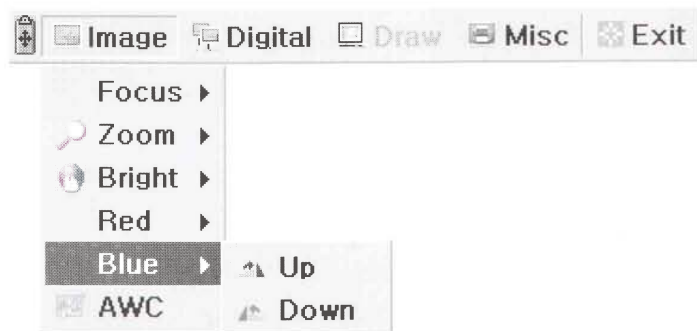 Image Digital Draw Misc Exit
Focus
Zoom
Bright
Red
Blue
Up
AWC
Down